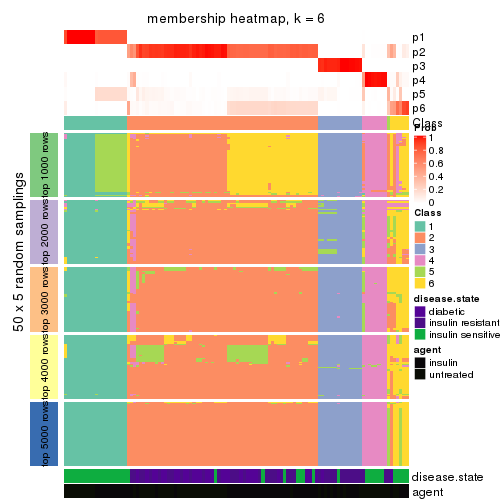 membership heatmap, k = 6
p1
p2
p3
p4
p5
p6
Class
Prob
1
0.8
0.6
0.4
0.2
0
Class
1
2
3
4
5
6
disease.state
diabetic
insulin resistant
insulin sensitive
agent
insulin
untreated
50 x 5 random samplings
top 1000 rows
top 2000 rows
top 3000 rows
top 4000 rows
top 5000 rows
disease.state
agent